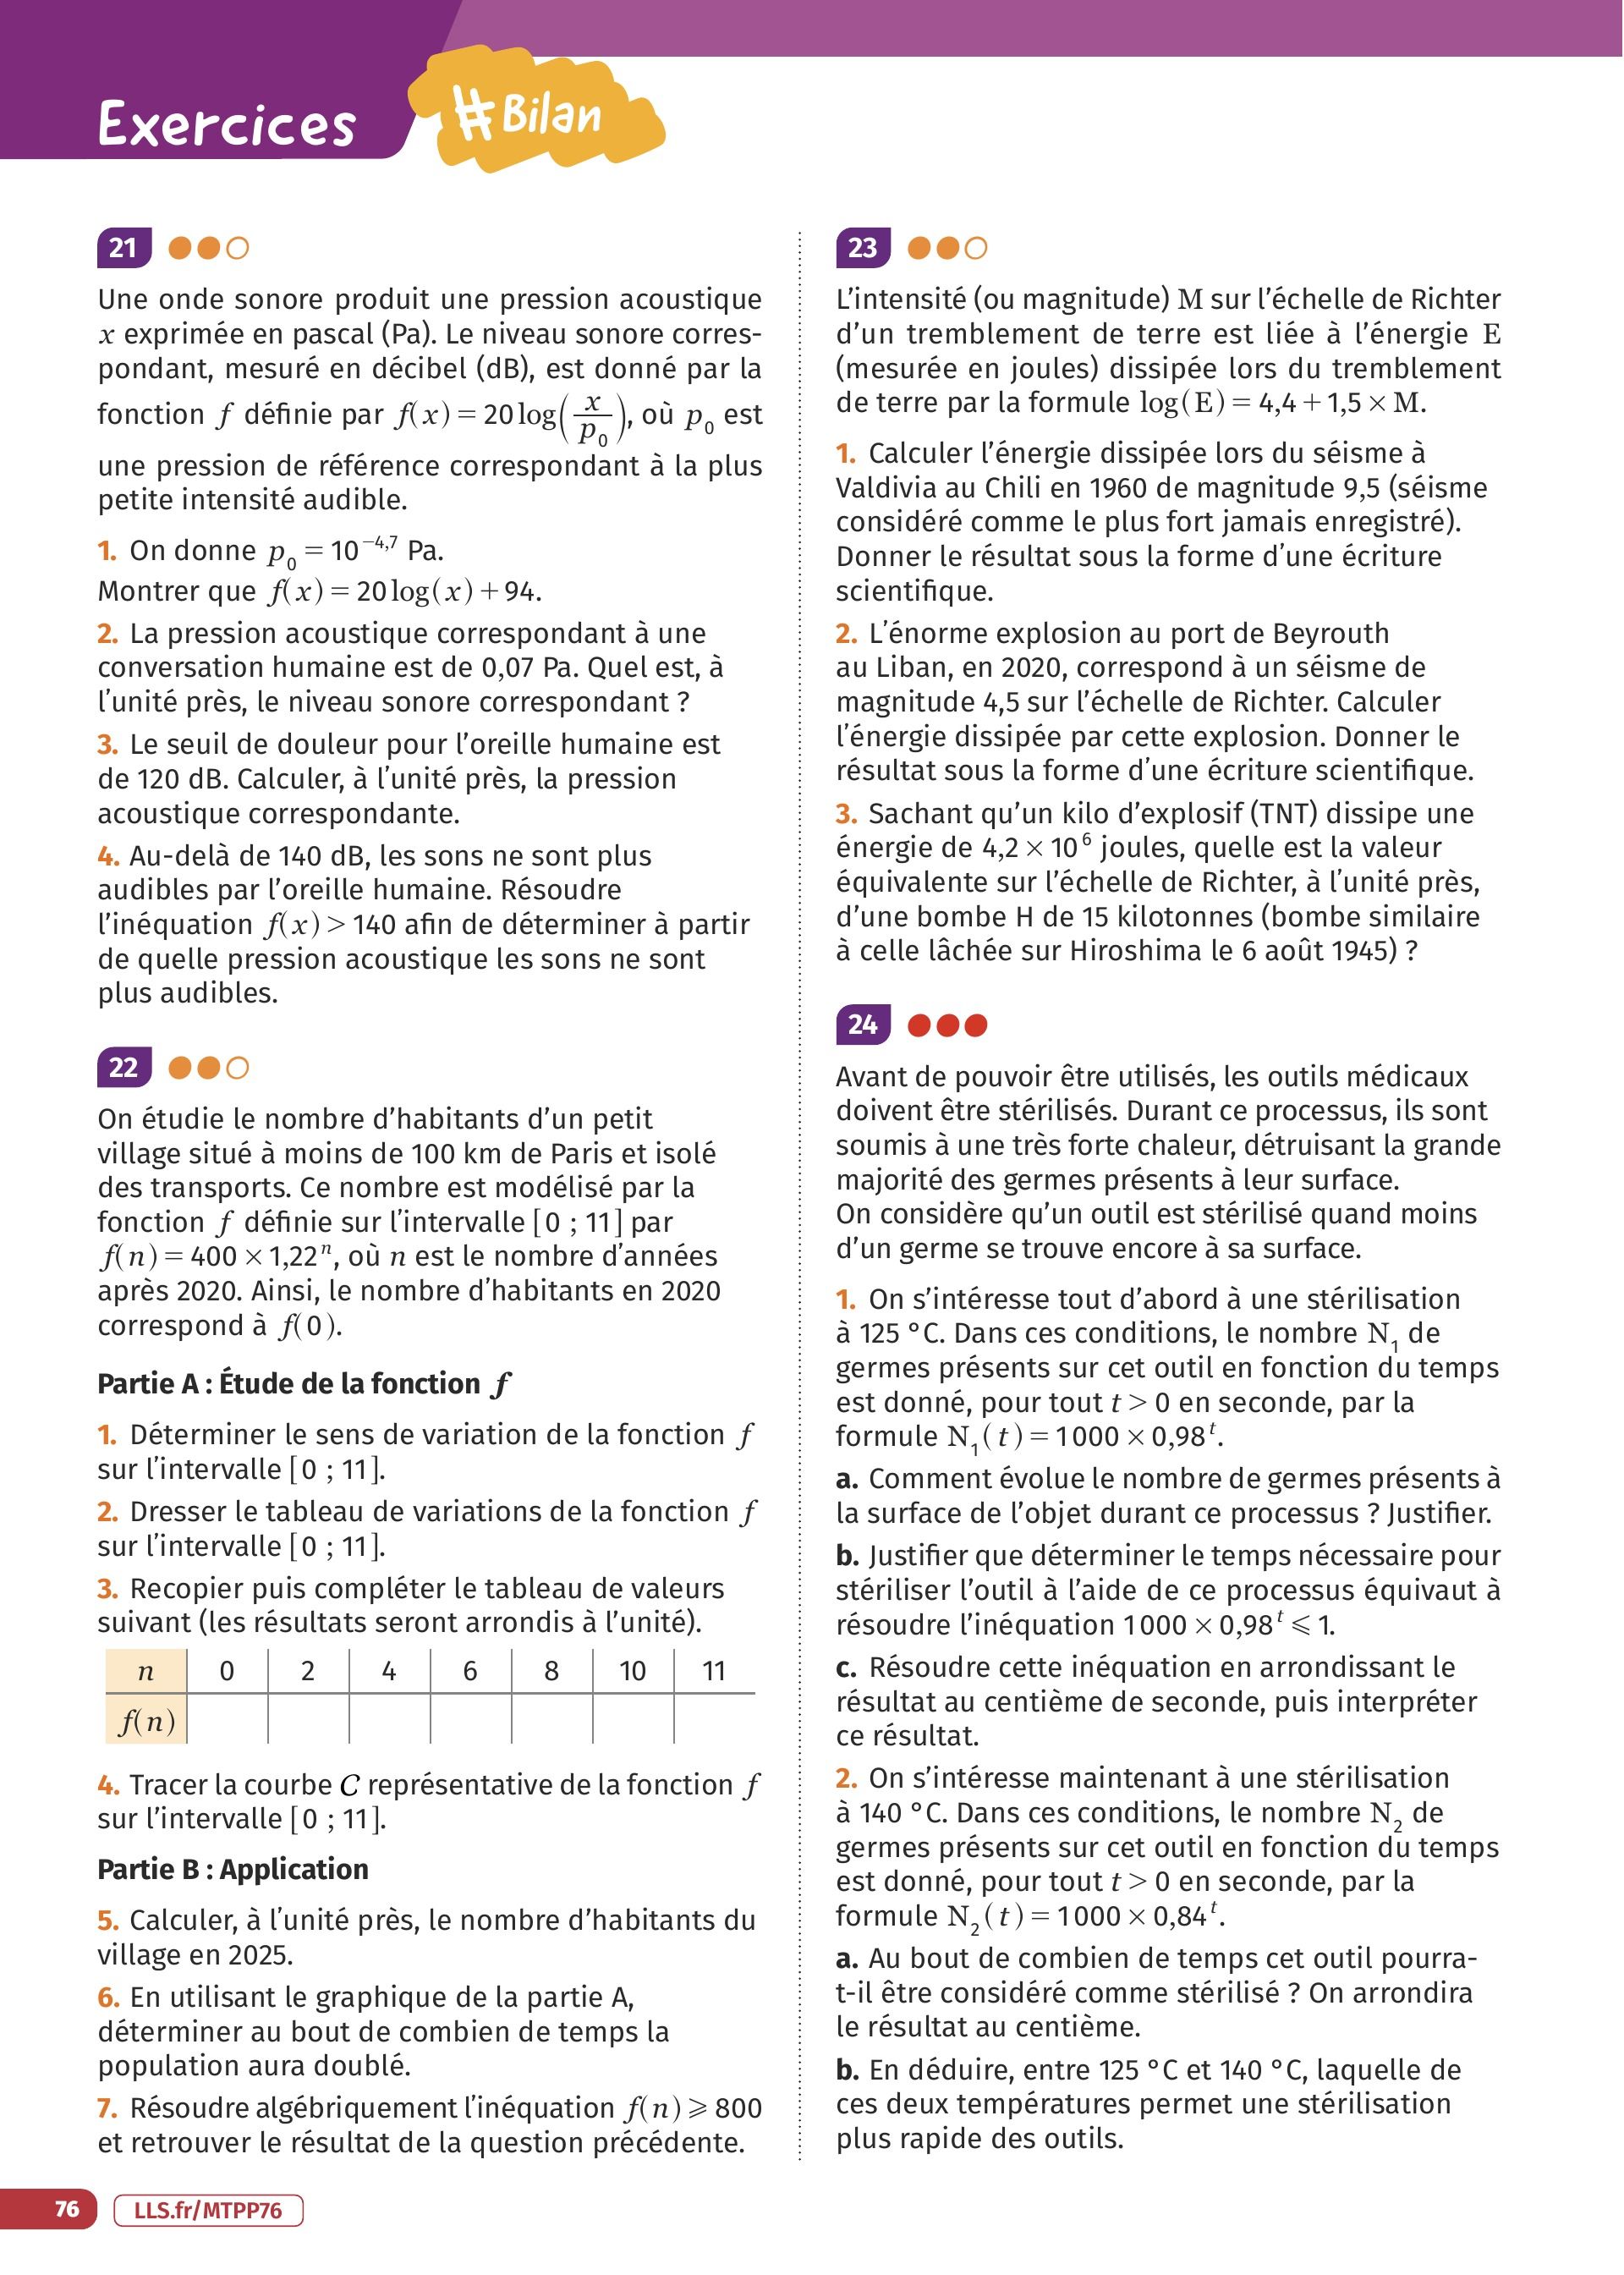 Exercices
#Bilan
21
Une onde sonore produit une pression acoustique
x exprimée en pascal (Pa). Le niveau sonore corres-
pondant, mesuré en décibel (dB), est donné par la
fonction f définie par f(x) = 20 log(x/p₀), où p₀ est
une pression de référence correspondant à la plus
petite intensité audible.
1. On donne p₀ = 10⁻⁴,⁷ Pa.
Montrer que f(x) = 20 log(x) + 94.
2. La pression acoustique correspondant à une
conversation humaine est de 0,07 Pa. Quel est, à
l'unité près, le niveau sonore correspondant ?
3. Le seuil de douleur pour l'oreille humaine est
de 120 dB. Calculer, à l'unité près, la pression
acoustique correspondante.
4. Au-delà de 140 dB, les sons ne sont plus
audibles par l'oreille humaine. Résoudre
l'inéquation f(x) > 140 afin de déterminer à partir
de quelle pression acoustique les sons ne sont
plus audibles.
22
On étudie le nombre d'habitants d'un petit
village situé à moins de 100 km de Paris et isolé
des transports. Ce nombre est modélisé par la
fonction f définie sur l'intervalle [0 ; 11] par
f(n) = 400 × 1,22ⁿ, où n est le nombre d'années
après 2020. Ainsi, le nombre d'habitants en 2020
correspond à f(0).
Partie A : Étude de la fonction f
1. Déterminer le sens de variation de la fonction f
sur l'intervalle [0 ; 11].
2. Dresser le tableau de variations de la fonction f
sur l'intervalle [0 ; 11].
3. Recopier puis compléter le tableau de valeurs
suivant (les résultats seront arrondis à l'unité).
n 0 2 4 6 8 10 11
f(n)
4. Tracer la courbe 𝒞 représentative de la fonction f
sur l'intervalle [0 ; 11].
Partie B : Application
5. Calculer, à l'unité près, le nombre d'habitants du
village en 2025.
6. En utilisant le graphique de la partie A,
déterminer au bout de combien de temps la
population aura doublé.
7. Résoudre algébriquement l'inéquation f(n) ⩾ 800
et retrouver le résultat de la question précédente.
23
L'intensité (ou magnitude) M sur l'échelle de Richter
d'un tremblement de terre est liée à l'énergie E
(mesurée en joules) dissipée lors du tremblement
de terre par la formule log(E) = 4,4 + 1,5 × M.
1. Calculer l'énergie dissipée lors du séisme à
Valdivia au Chili en 1960 de magnitude 9,5 (séisme
considéré comme le plus fort jamais enregistré).
Donner le résultat sous la forme d'une écriture
scientifique.
2. L'énorme explosion au port de Beyrouth
au Liban, en 2020, correspond à un séisme de
magnitude 4,5 sur l'échelle de Richter. Calculer
l'énergie dissipée par cette explosion. Donner le
résultat sous la forme d'une écriture scientifique.
3. Sachant qu'un kilo d'explosif (TNT) dissipe une
énergie de 4,2 × 10⁶ joules, quelle est la valeur
équivalente sur l'échelle de Richter, à l'unité près,
d'une bombe H de 15 kilotonnes (bombe similaire
à celle lâchée sur Hiroshima le 6 août 1945) ?
24
Avant de pouvoir être utilisés, les outils médicaux
doivent être stérilisés. Durant ce processus, ils sont
soumis à une très forte chaleur, détruisant la grande
majorité des germes présents à leur surface.
On considère qu'un outil est stérilisé quand moins
d'un germe se trouve encore à sa surface.
1. On s'intéresse tout d'abord à une stérilisation
à 125 °C. Dans ces conditions, le nombre N₁ de
germes présents sur cet outil en fonction du temps
est donné, pour tout t > 0 en seconde, par la
formule N₁(t) = 1 000 × 0,98ᵗ.
a. Comment évolue le nombre de germes présents à
la surface de l'objet durant ce processus ? Justifier.
b. Justifier que déterminer le temps nécessaire pour
stériliser l'outil à l'aide de ce processus équivaut à
résoudre l'inéquation 1 000 × 0,98ᵗ ⩽ 1.
c. Résoudre cette inéquation en arrondissant le
résultat au centième de seconde, puis interpréter
ce résultat.
2. On s'intéresse maintenant à une stérilisation
à 140 °C. Dans ces conditions, le nombre N₂ de
germes présents sur cet outil en fonction du temps
est donné, pour tout t > 0 en seconde, par la
formule N₂(t) = 1 000 × 0,84ᵗ.
a. Au bout de combien de temps cet outil pourra-
t-il être considéré comme stérilisé ? On arrondira
le résultat au centième.
b. En déduire, entre 125 °C et 140 °C, laquelle de
ces deux températures permet une stérilisation
plus rapide des outils.
76
LLS.fr/MTPP76